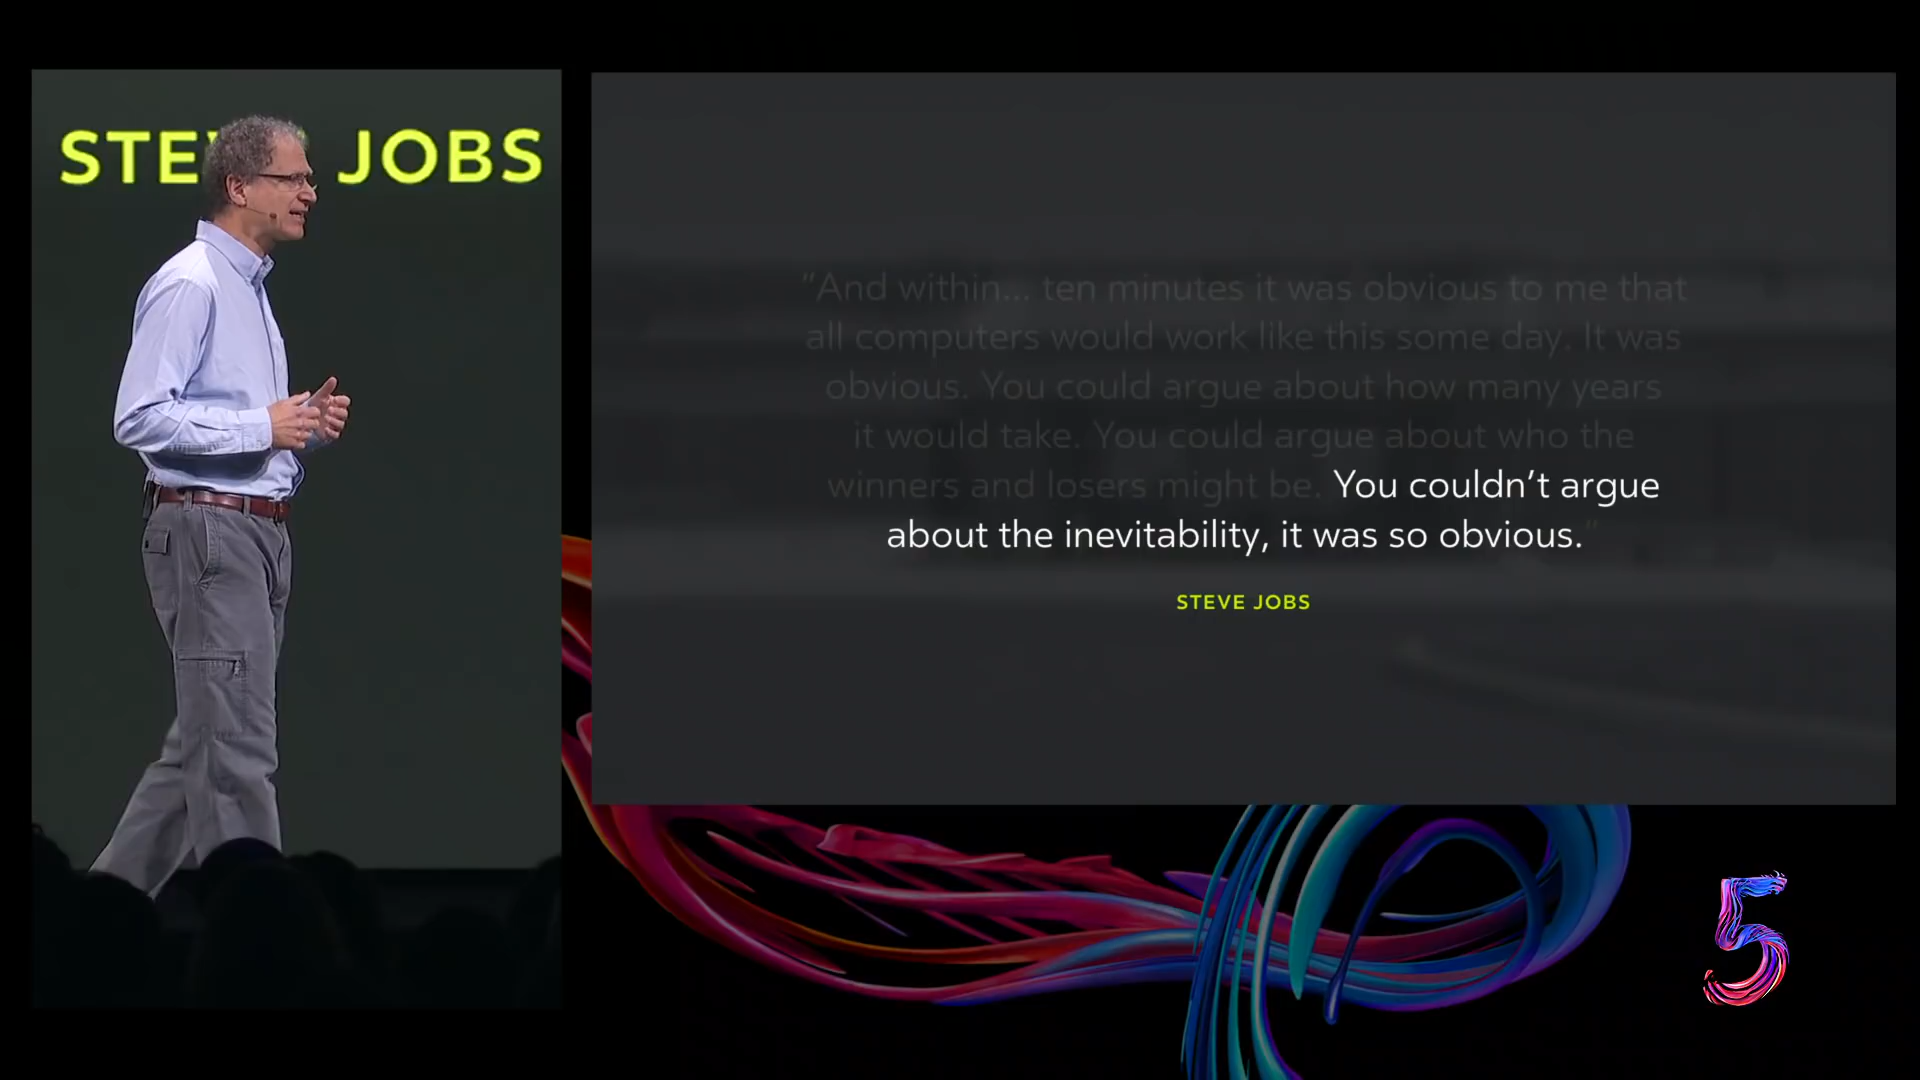 STE JOBS
“And within... ten minutes it was obvious to me that
all computers would work like this some day. It was
obvious. You could argue about how many years
it would take. You could argue about who the
winners and losers might be. You couldn’t argue
about the inevitability, it was so obvious.”
STEVE JOBS
5